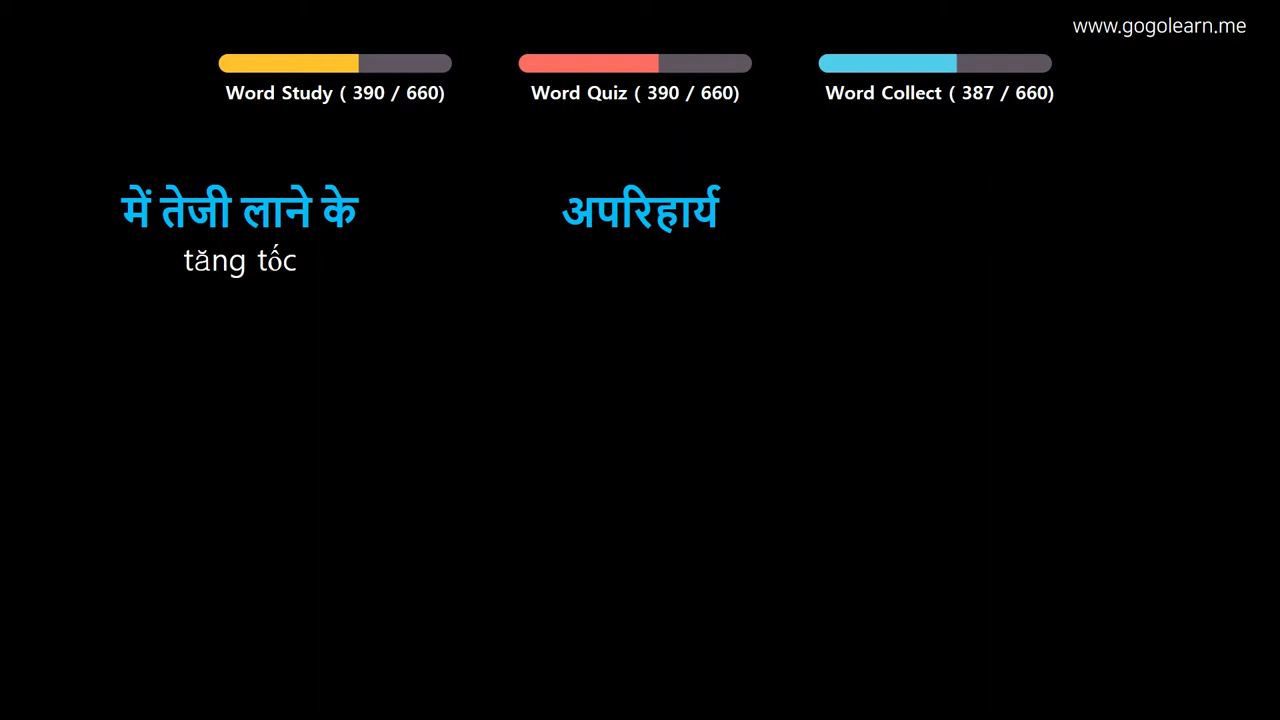 www.gogolearn.me
Word Study ( 390 / 660)
Word Quiz ( 390 / 660)
Word Collect ( 387 / 660)
में तेजी लाने के
tăng tốc
अपरिहार्य